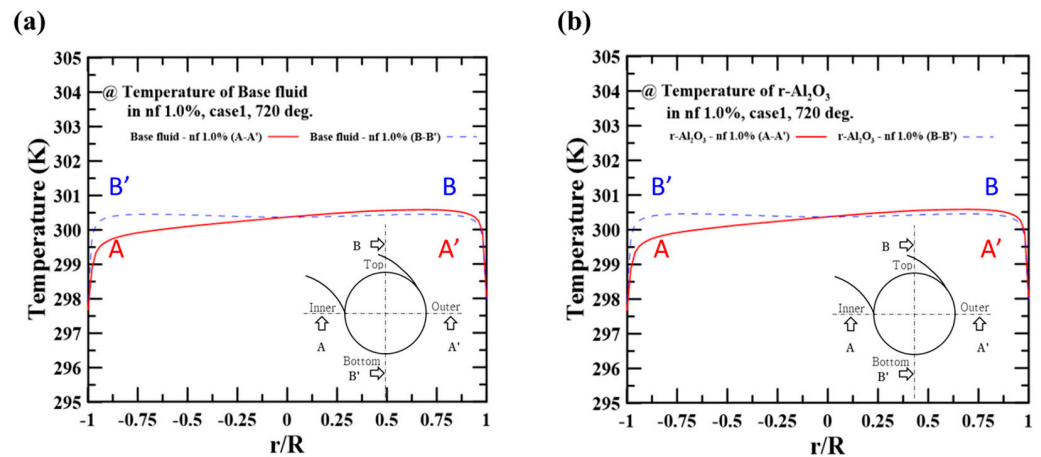 (a)
305
304
303
302
301
300
299
298
297
296
295
Temperature (K)
@ Temperature of Base fluid
in nf 1.0%, case1, 720 deg.
Base fluid - nf 1.0% (A-A') Base fluid - nf 1.0% (B-B')
B’ B
A A’
B
Top
Inner Outer
A A'
Bottom
B'
-1 -0.75 -0.5 -0.25 0 0.25 0.5 0.75 1
r/R
(b)
305
304
303
302
301
300
299
298
297
296
295
Temperature (K)
@ Temperature of r-Al₂O₃
in nf 1.0%, case1, 720 deg.
r-Al₂O₃ - nf 1.0% (A-A') r-Al₂O₃ - nf 1.0% (B-B')
B’ B
A A’
B
Top
Inner Outer
A A'
Bottom
B'
-1 -0.75 -0.5 -0.25 0 0.25 0.5 0.75 1
r/R